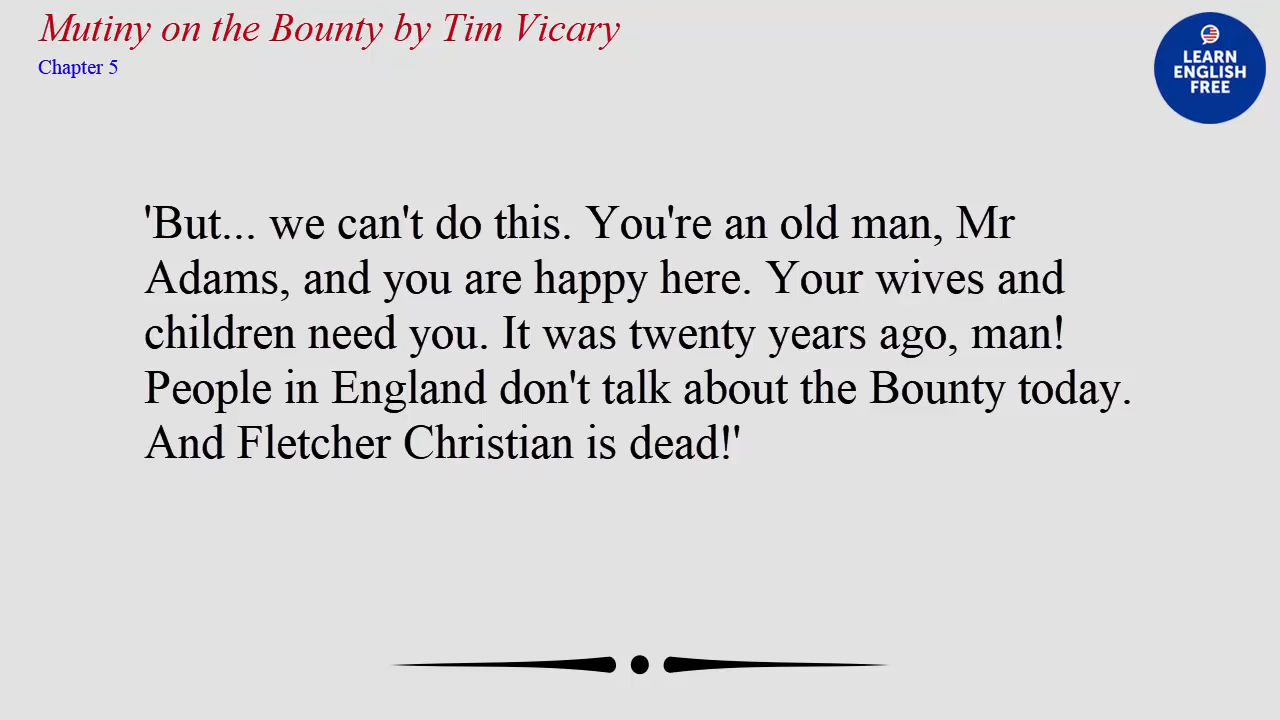 Mutiny on the Bounty by Tim Vicary
Chapter 5
LEARN
ENGLISH
FREE
'But... we can't do this. You're an old man, Mr
Adams, and you are happy here. Your wives and
children need you. It was twenty years ago, man!
People in England don't talk about the Bounty today.
And Fletcher Christian is dead!'